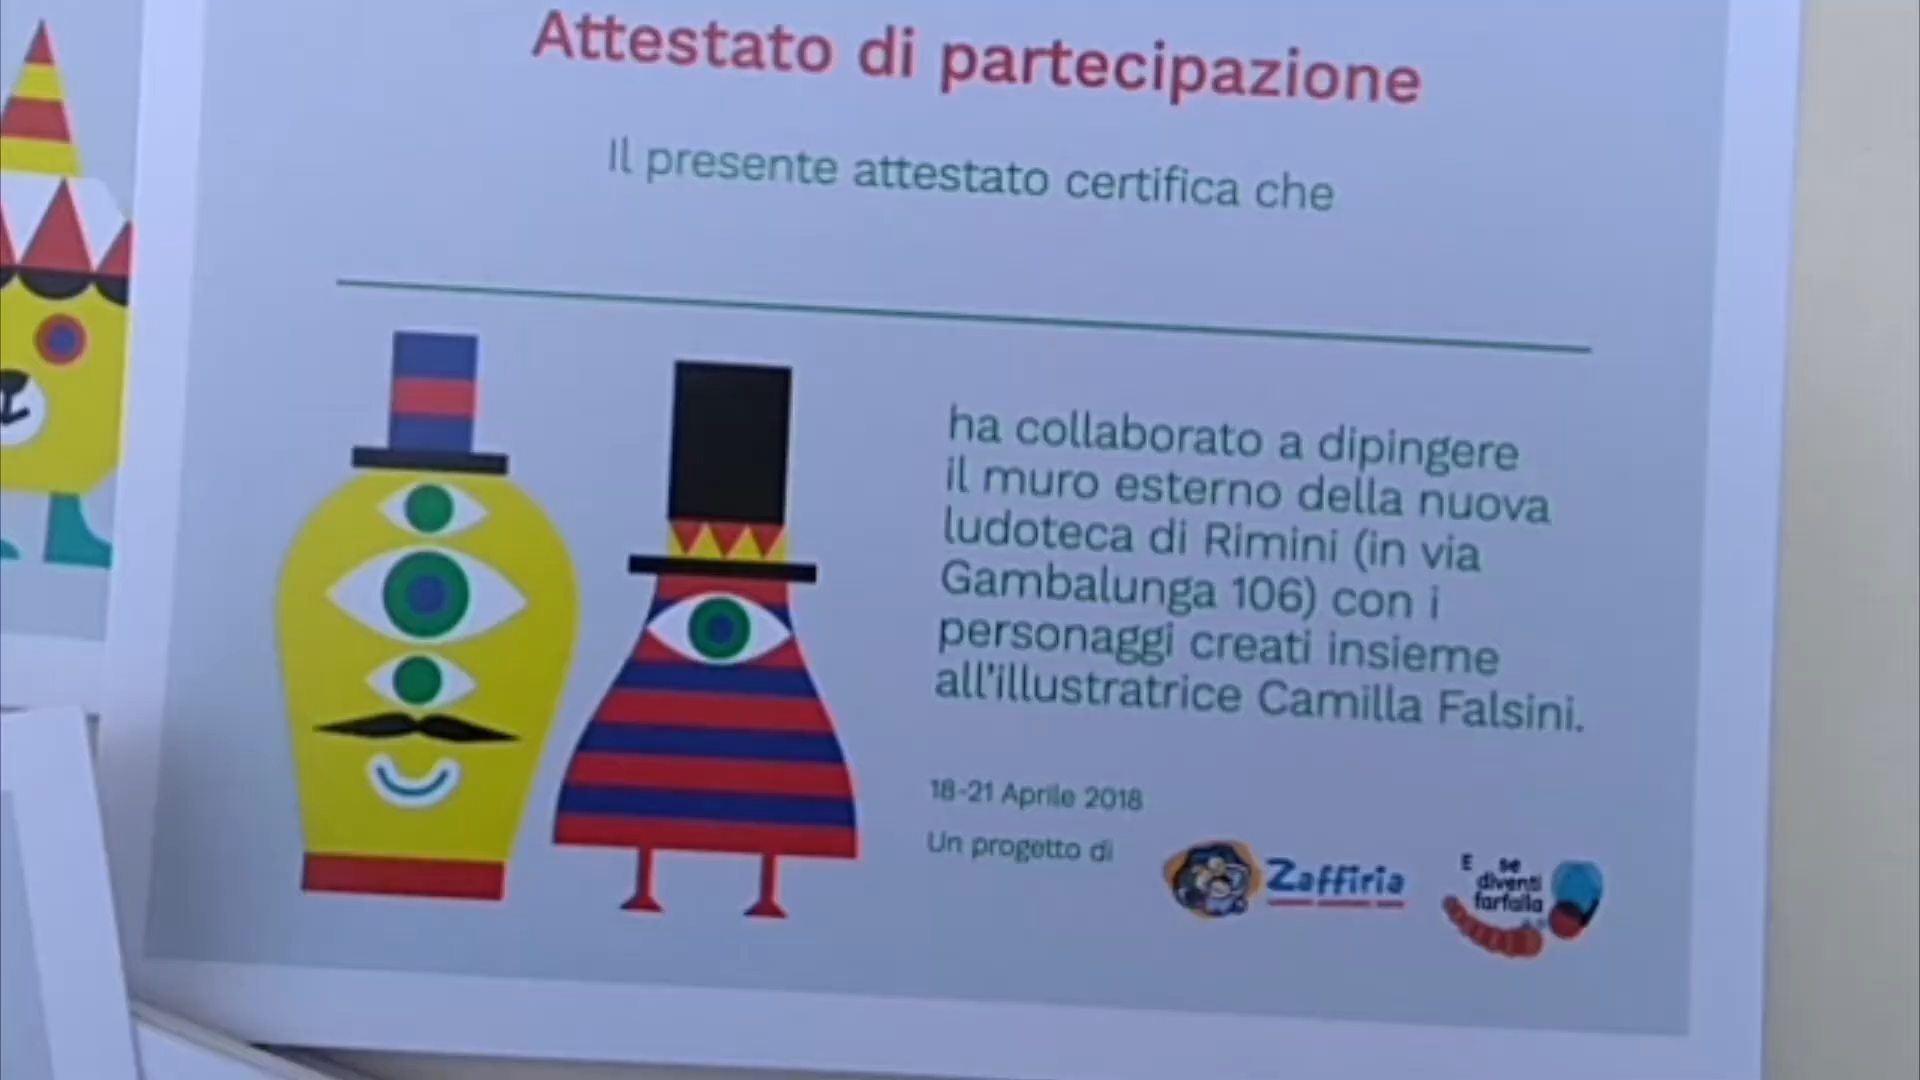 Attestato di partecipazione
Il presente attestato certifica che
ha collaborato a dipingere
il muro esterno della nuova
ludoteca di Rimini (in via
Gambalunga 106) con i
personaggi creati insieme
all'illustratrice Camilla Falsini.
18-21 Aprile 2018
Un progetto di
Zaffiria
E se
diventi
farfalla